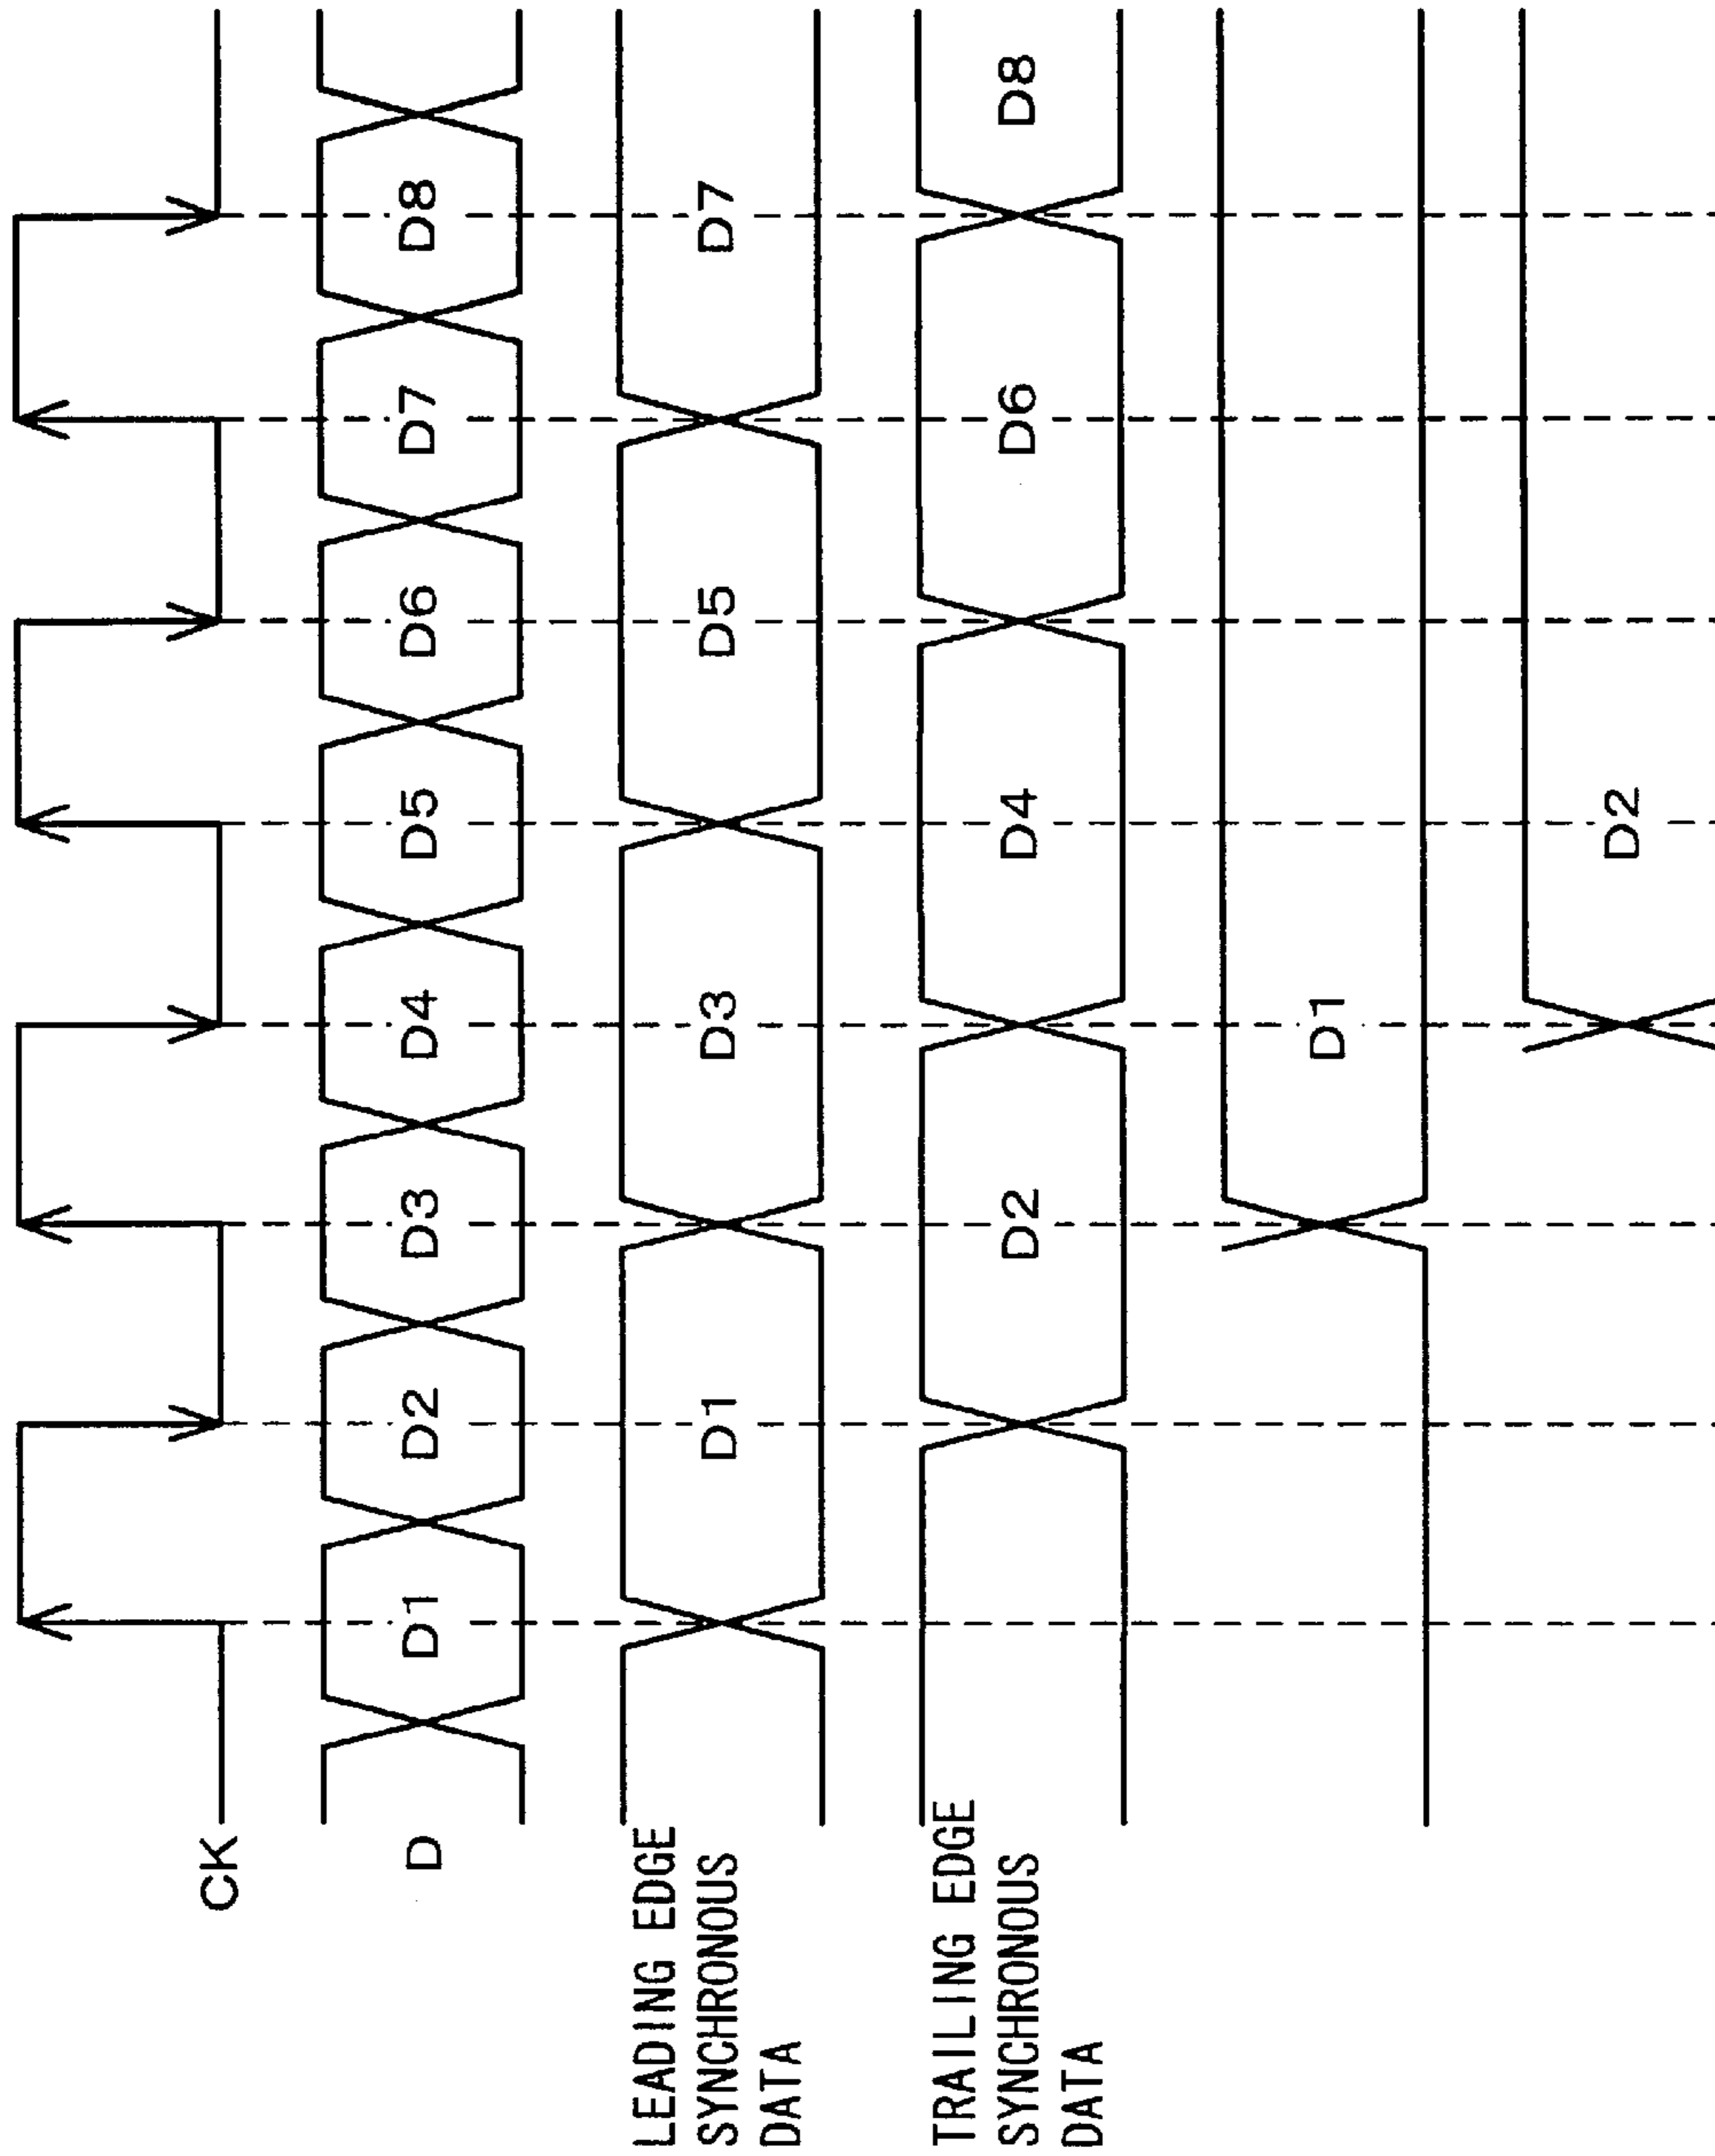 CK
D
D1
D2
D3
D4
D5
D6
D7
D8
LEADING EDGE
SYNCHRONOUS
DATA
D1
D3
D5
D7
TRAILING EDGE
SYNCHRONOUS
DATA
D2
D4
D6
D8
D1
D2